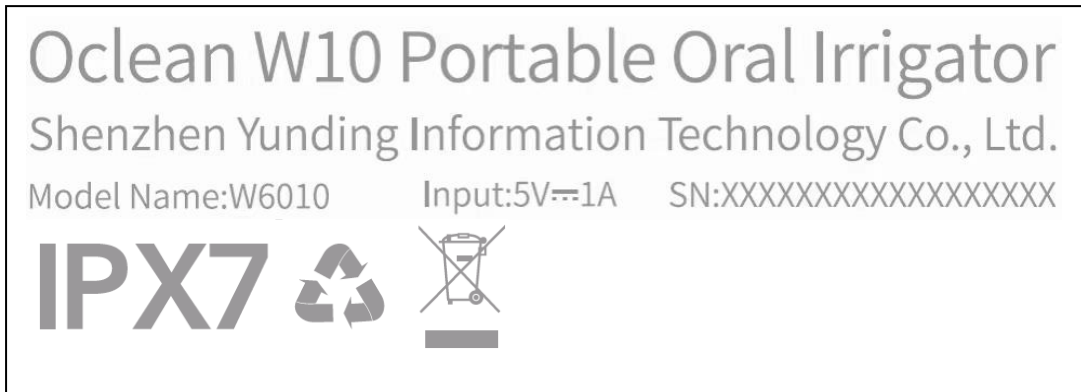 Oclean W10 Portable Oral Irrigator
Shenzhen Yunding Information Technology Co., Ltd.
Model Name:W6010 Input:5V⎓1A SN:XXXXXXXXXXXXXXXXXX
IPX7